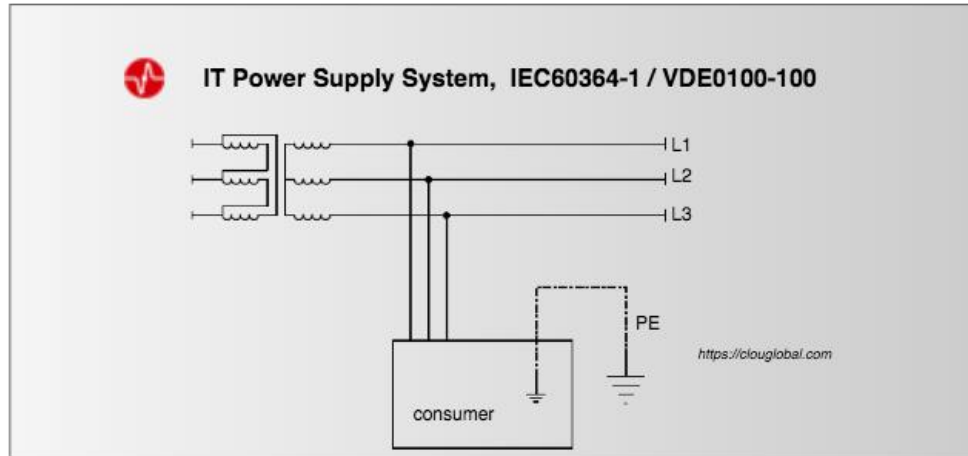 IT Power Supply System, IEC60364-1 / VDE0100-100
L1
L2
L3
PE
https://clouglobal.com
consumer